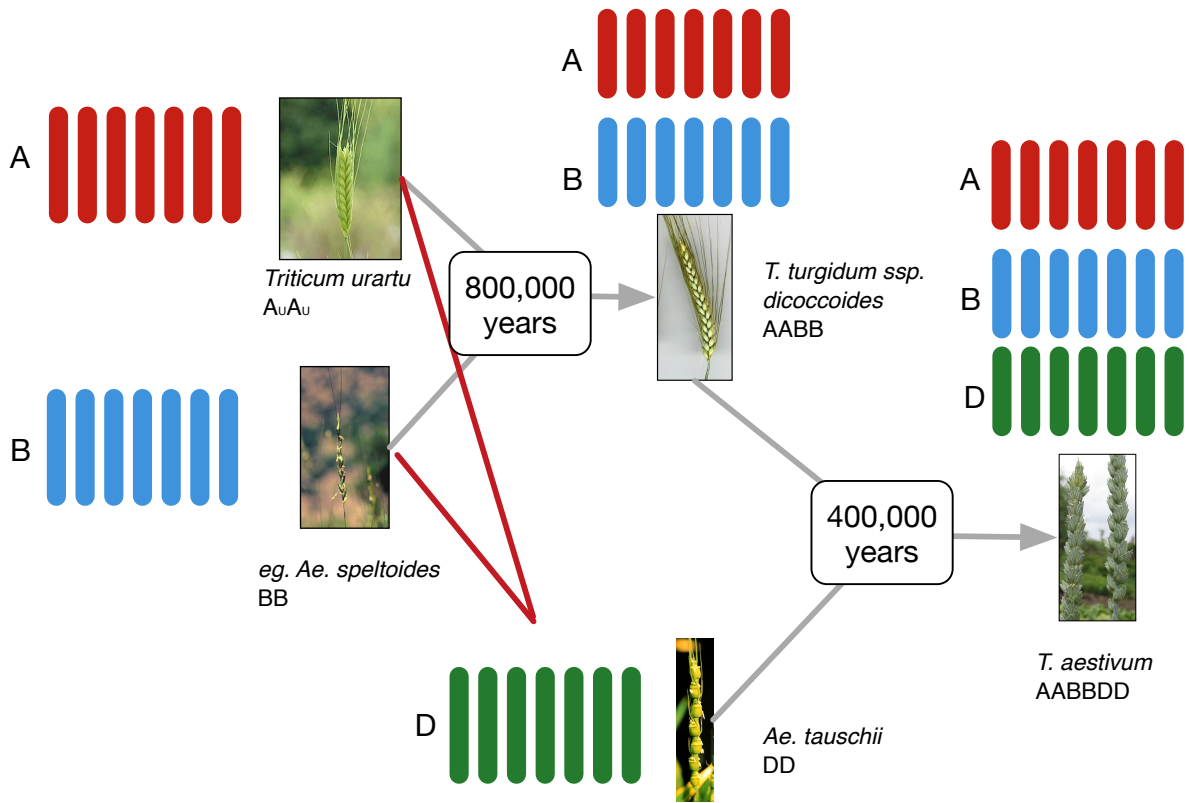 A
B
A
Triticum urartu
AuAu
800,000
years
T. turgidum ssp.
dicoccoides
AABB
A
B
D
B
eg. Ae. speltoides
BB
400,000
years
T. aestivum
AABBDD
D
Ae. tauschii
DD